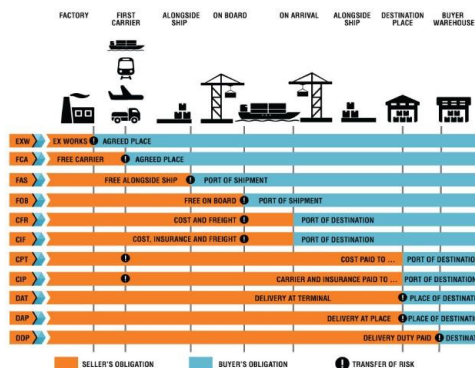 FACTORY
FIRST
CARRIER
ALONGSIDE
SHIP
ON BOARD
ON ARRIVAL
ALONGSIDE
SHIP
DESTINATION
PLACE
BUYER
WAREHOUSE
EXW EX WORKS AGREED PLACE
FCA FREE CARRIER AGREED PLACE
FAS FREE ALONGSIDE SHIP PORT OF SHIPMENT
FOB FREE ON BOARD PORT OF SHIPMENT
CFR COST AND FREIGHT PORT OF DESTINATION
CIF COST, INSURANCE AND FREIGHT PORT OF DESTINATION
CPT COST PAID TO ... PORT OF DESTINATION
CIP CARRIER AND INSURANCE PAID TO ... PORT OF DESTINATION
DAT DELIVERY AT TERMINAL PLACE OF DESTINATION
DAP DELIVERY AT PLACE PLACE OF DESTINATION
DDP DELIVERY DUTY PAID DESTINAT
SELLER'S OBLIGATION BUYER'S OBLIGATION TRANSFER OF RISK